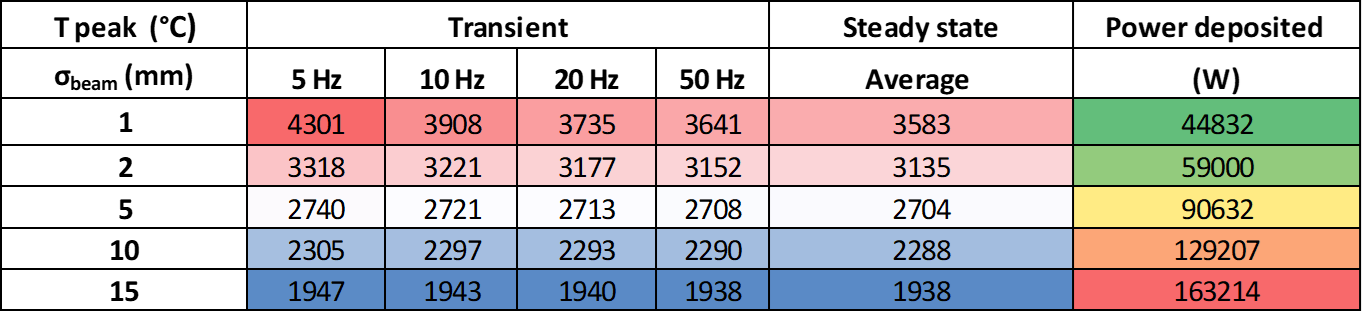 T peak (°C) Transient Steady state Power deposited
σbeam (mm) 5 Hz 10 Hz 20 Hz 50 Hz Average (W)
1 4301 3908 3735 3641 3583 44832
2 3318 3221 3177 3152 3135 59000
5 2740 2721 2713 2708 2704 90632
10 2305 2297 2293 2290 2288 129207
15 1947 1943 1940 1938 1938 163214